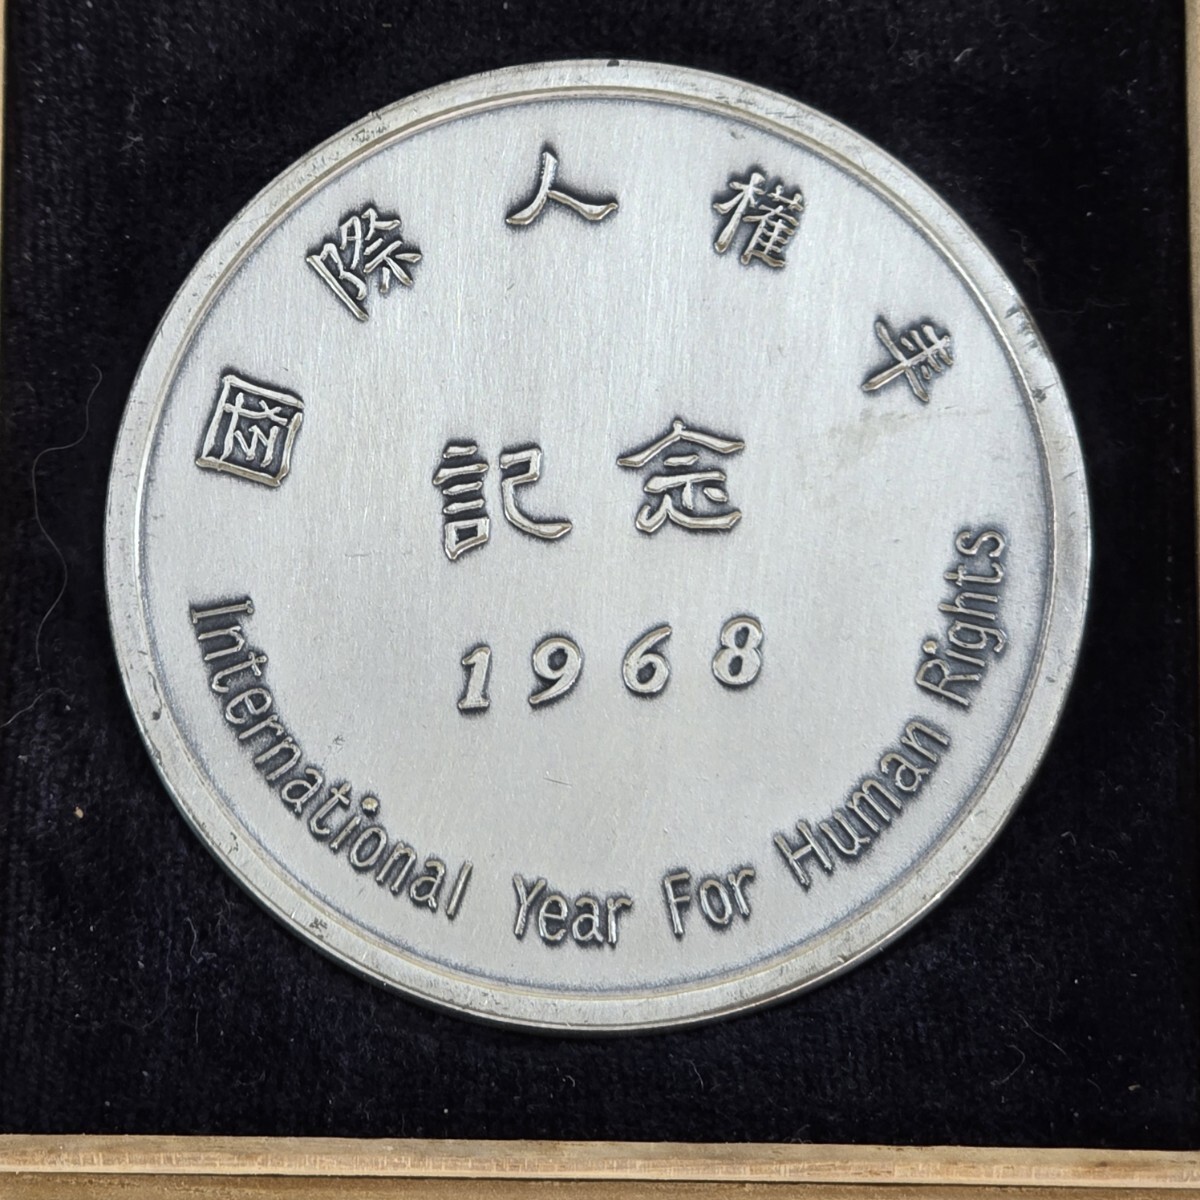 國際人權年
記念
1968
International Year For Human Rights